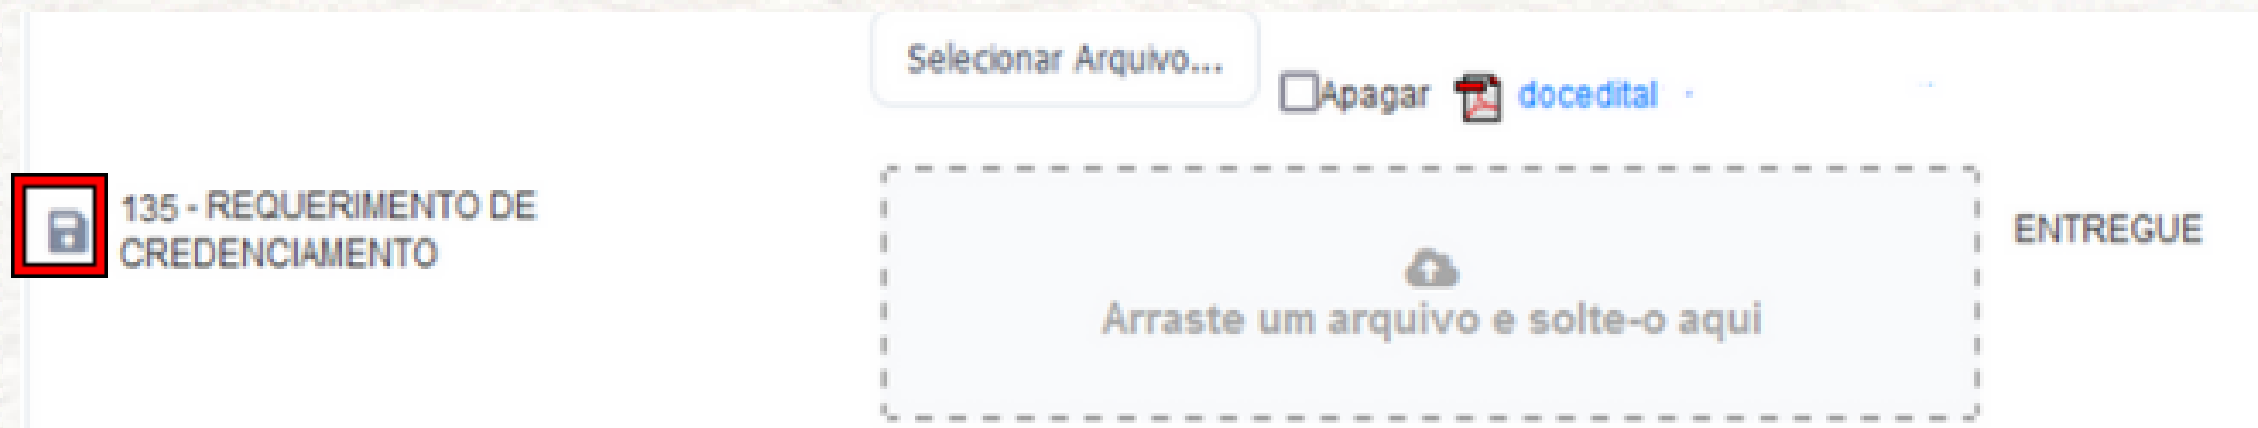 Selecionar Arquivo...
Apagar docedital
135 - REQUERIMENTO DE
CREDENCIAMENTO
Arraste um arquivo e solte-o aqui
ENTREGUE